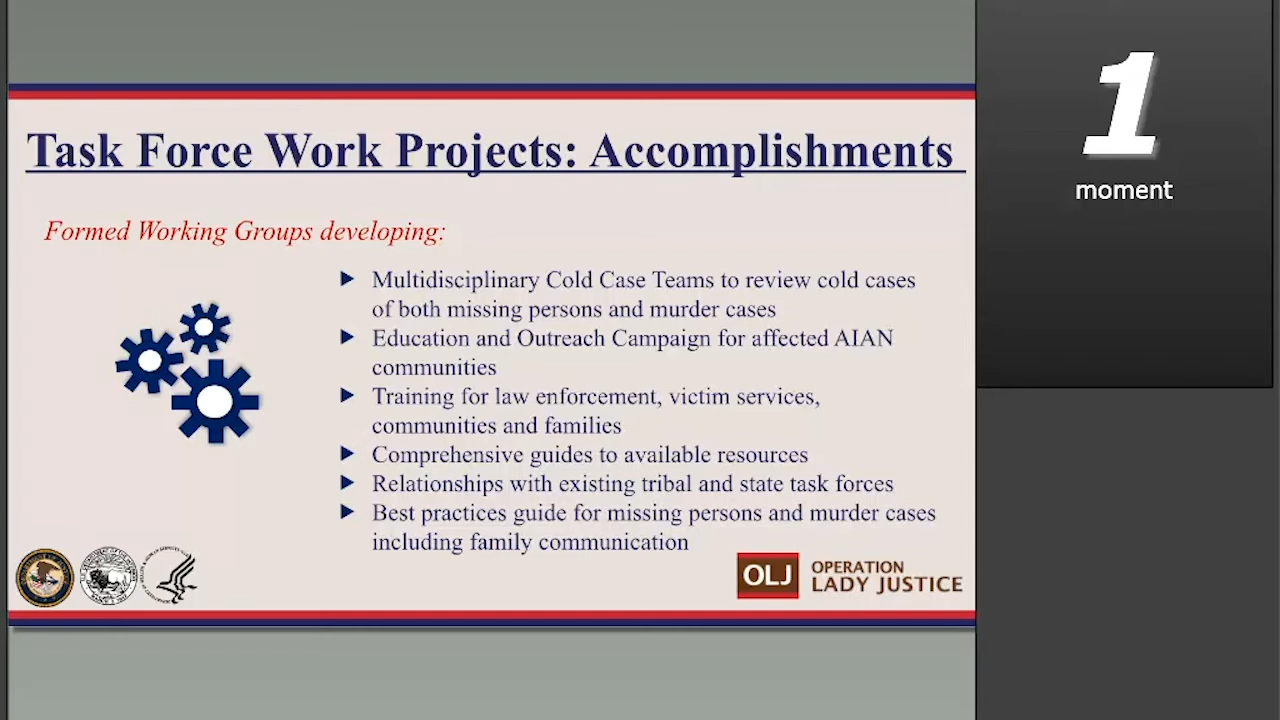 Task Force Work Projects: Accomplishments
Formed Working Groups developing:
Multidisciplinary Cold Case Teams to review cold cases
of both missing persons and murder cases
Education and Outreach Campaign for affected AIAN
communities
Training for law enforcement, victim services,
communities and families
Comprehensive guides to available resources
Relationships with existing tribal and state task forces
Best practices guide for missing persons and murder cases
including family communication
OLJ
OPERATION
LADY JUSTICE
1
moment